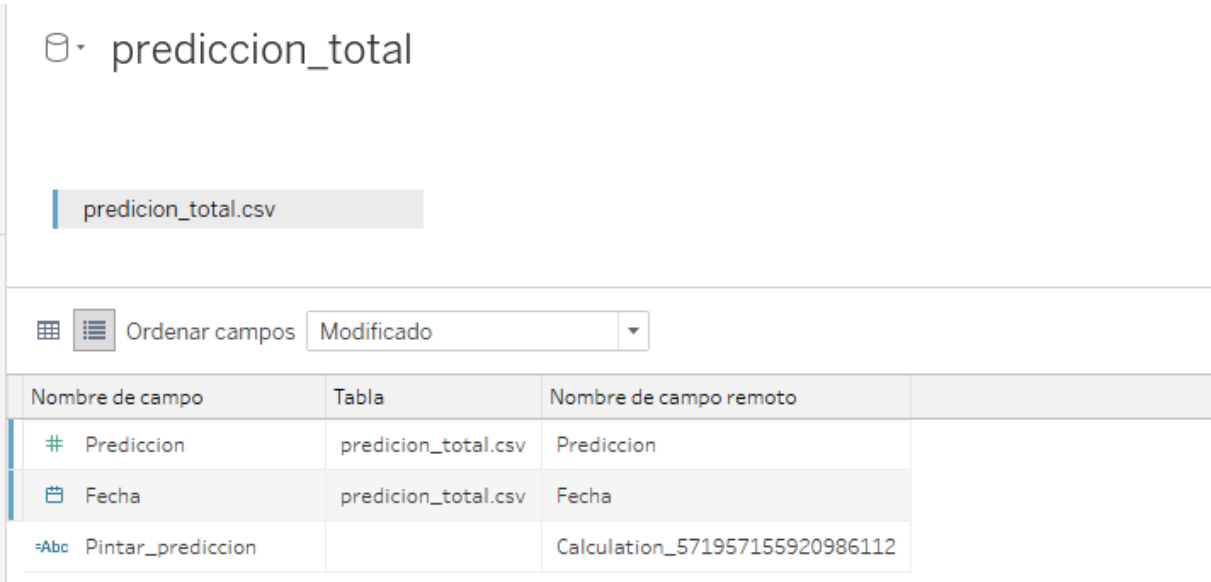 prediccion_total
predicion_total.csv
Ordenar campos Modificado
Nombre de campo Tabla Nombre de campo remoto
# Prediccion predicion_total.csv Prediccion
Fecha predicion_total.csv Fecha
=Abc Pintar_prediccion Calculation_571957155920986112